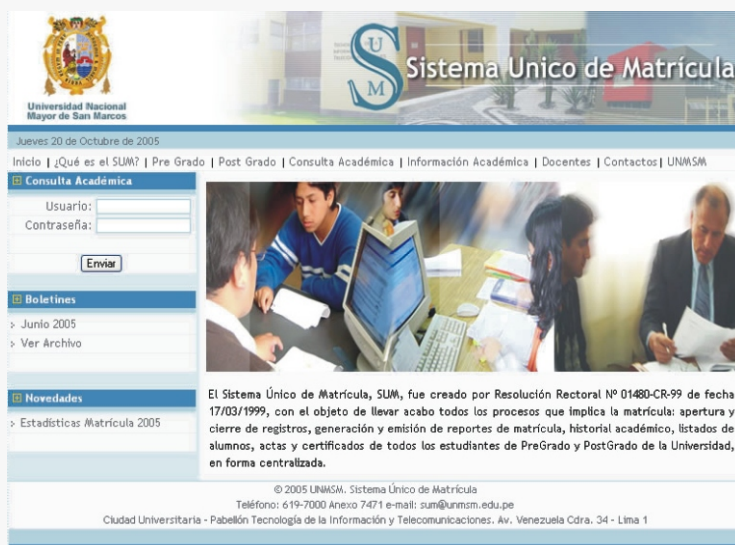 Universidad Nacional
Mayor de San Marcos
S
U
M
Sistema Unico de Matrícula
Jueves 20 de Octubre de 2005
Inicio | ¿Qué es el SUM? | Pre Grado | Post Grado | Consulta Académica | Información Académica | Docentes | Contactos | UNMSM
Consulta Académica
Usuario:
Contraseña:
Enviar
Boletines
> Junio 2005
> Ver Archivo
Novedades
> Estadísticas Matrícula 2005
El Sistema Único de Matrícula, SUM, fue creado por Resolución Rectoral Nº 01480-CR-99 de fecha
17/03/1999, con el objeto de llevar acabo todos los procesos que implica la matrícula: apertura y
cierre de registros, generación y emisión de reportes de matrícula, historial académico, listados de
alumnos, actas y certificados de todos los estudiantes de PreGrado y PostGrado de la Universidad,
en forma centralizada.
© 2005 UNMSM. Sistema Único de Matrícula
Teléfono: 619-7000 Anexo 7471 e-mail: sum@unmsm.edu.pe
Ciudad Universitaria - Pabellón Tecnología de la Información y Telecomunicaciones. Av. Venezuela Cdra. 34 - Lima 1